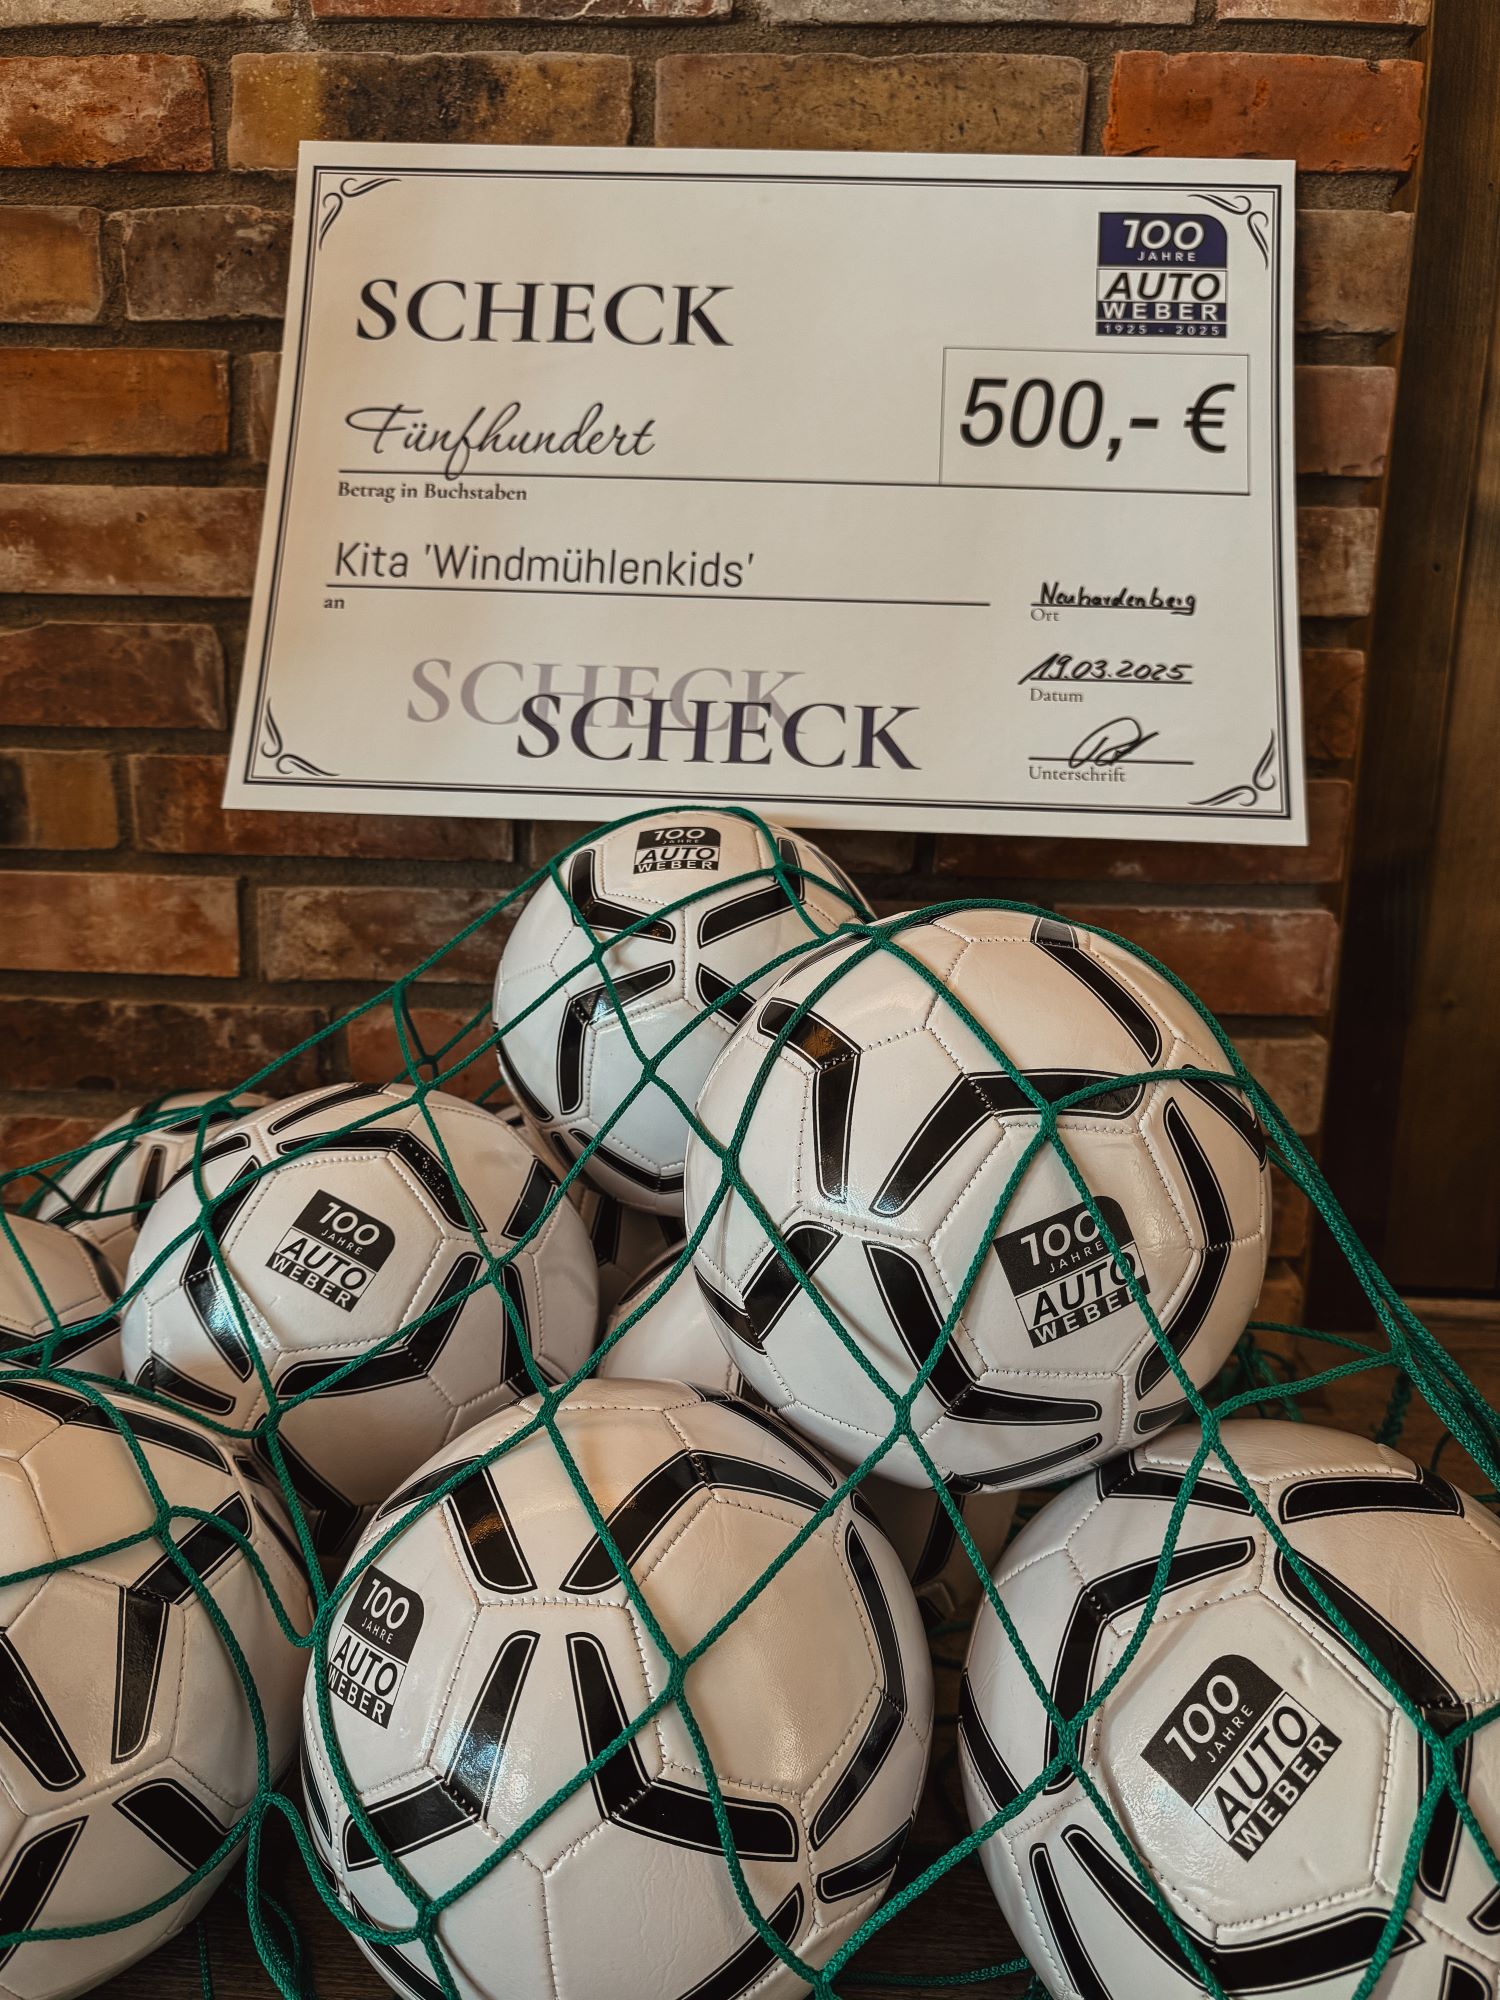 100
JAHRE
AUTO
WEBER
1925 - 2025
SCHECK
500,- €
Fünfhundert
Betrag in Buchstaben
Kita 'Windmühlenkids'
an
Neuhardenberg
Ort
19.03.2025
Datum
SCHECK
SCHECK
Unterschrift
100
JAHRE
AUTO
WEBER
100
JAHRE
AUTO
WEBER
100
JAHRE
AUTO
WEBER
100
JAHRE
AUTO
WEBER
100
JAHRE
AUTO
WEBER